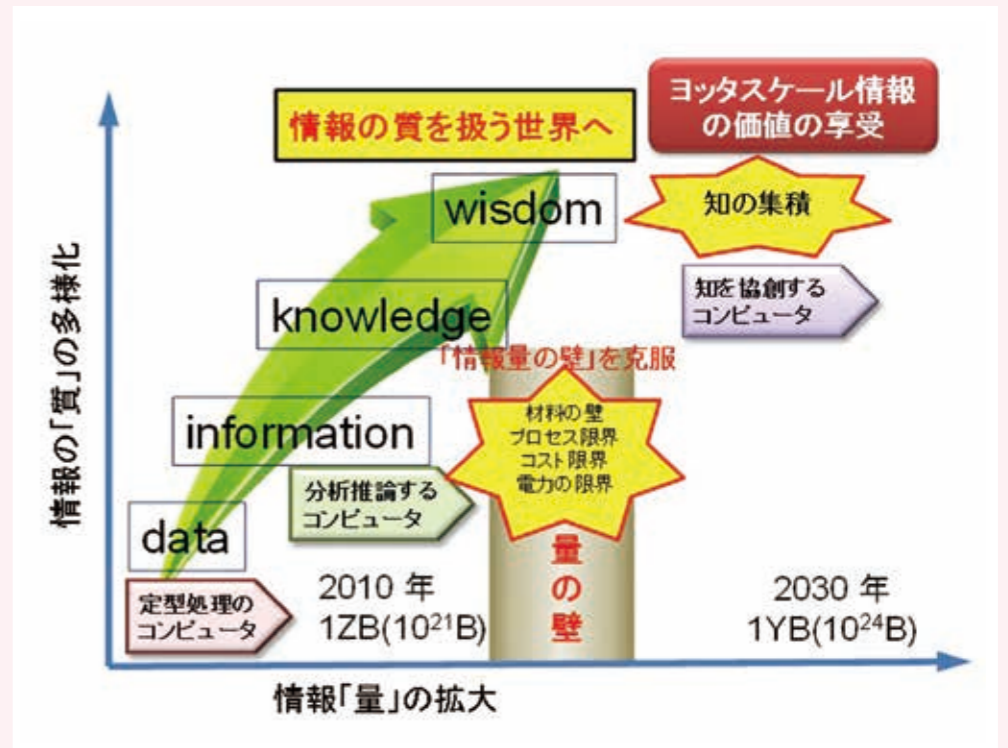 ヨッタスケール情報
の価値の享受
情報の質を扱う世界へ
wisdom
知の集積
知を協創する
コンピュータ
knowledge
「情報量の壁」を克服
材料の壁
プロセス限界
コスト限界
電力の限界
information
分析推論する
コンピュータ
data
量の壁
定型処理の
コンピュータ
2010 年
1ZB(10²¹B)
2030 年
1YB(10²⁴B)
情報の「質」の多様化
情報「量」の拡大